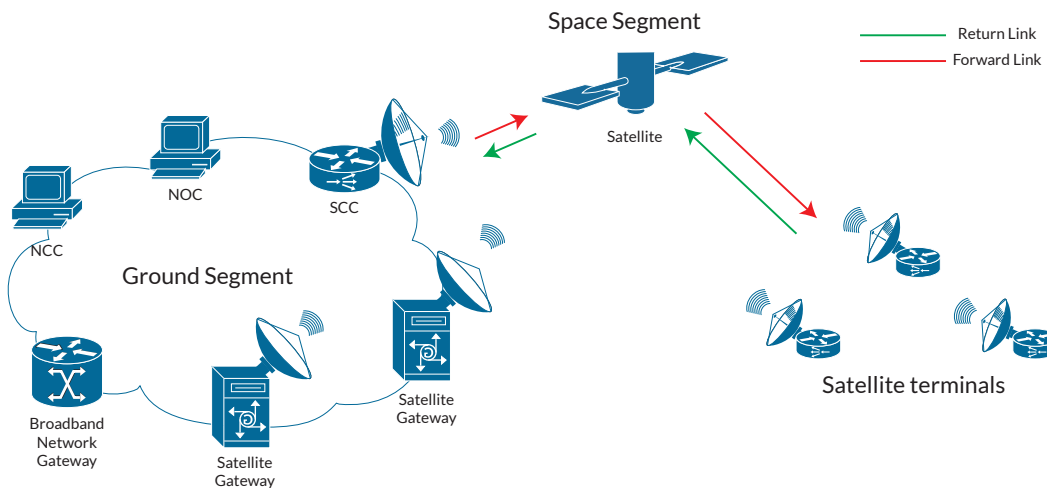 Space Segment
Return Link
Forward Link
Satellite
NOC
SCC
NCC
Ground Segment
Satellite terminals
Satellite
Gateway
Broadband
Network
Gateway
Satellite
Gateway